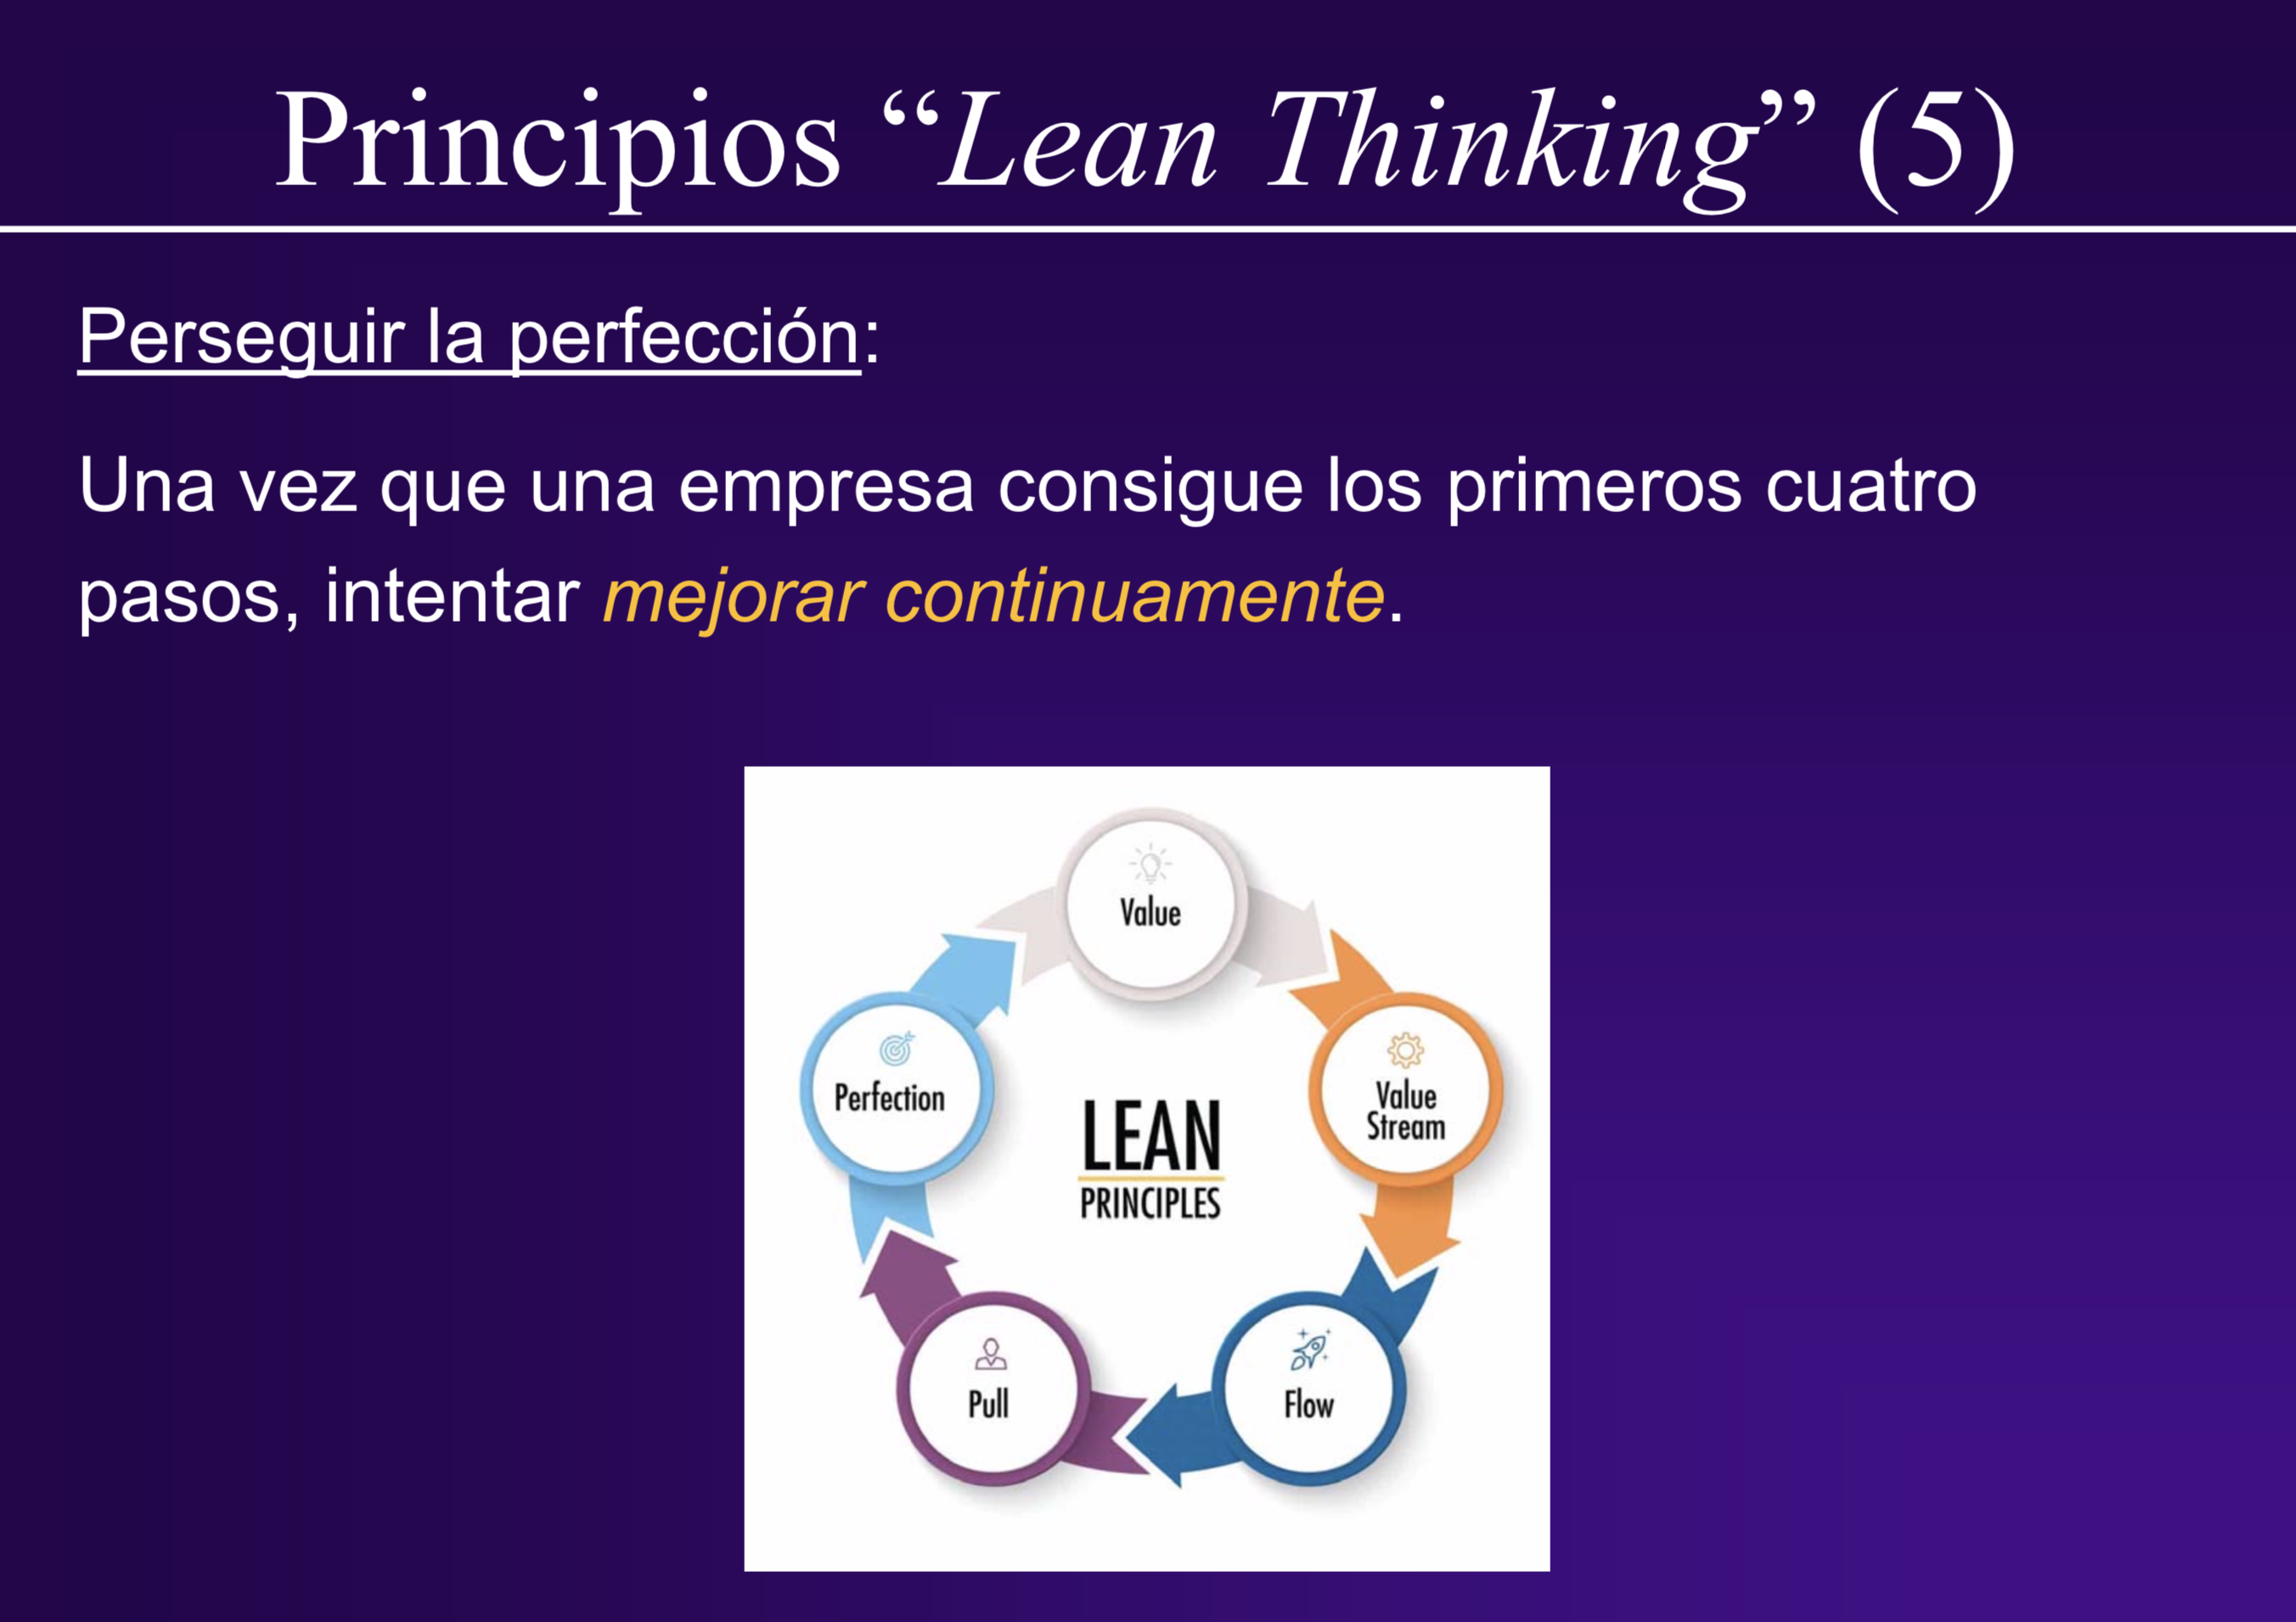 Principios “Lean Thinking” (5)
Perseguir la perfección:
Una vez que una empresa consigue los primeros cuatro
pasos, intentar mejorar continuamente.
Value
Value
Stream
Flow
Pull
Perfection
LEAN
PRINCIPLES